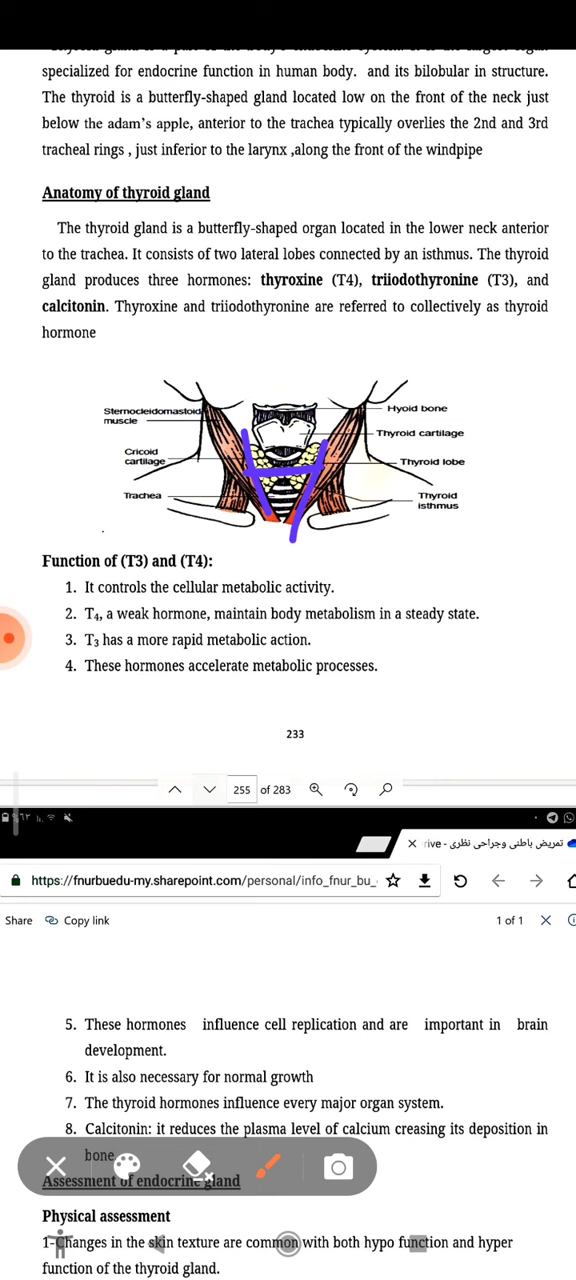 specialized for endocrine function in human body. and its bilobular in structure.
The thyroid is a butterfly-shaped gland located low on the front of the neck just
below the adam's apple, anterior to the trachea typically overlies the 2nd and 3rd
tracheal rings , just inferior to the larynx ,along the front of the windpipe
Anatomy of thyroid gland
The thyroid gland is a butterfly-shaped organ located in the lower neck anterior
to the trachea. It consists of two lateral lobes connected by an isthmus. The thyroid
gland produces three hormones: thyroxine (T4), triiodothyronine (T3), and
calcitonin. Thyroxine and triiodothyronine are referred to collectively as thyroid
hormone
Sternocleidomastoid
muscle
Cricoid
cartilage
Trachea
Hyoid bone
Thyroid cartilage
Thyroid lobe
Thyroid
isthmus
Function of (T3) and (T4):
1. It controls the cellular metabolic activity.
2. T4, a weak hormone, maintain body metabolism in a steady state.
3. T3 has a more rapid metabolic action.
4. These hormones accelerate metabolic processes.
233
255 of 283
%٦٢
تمريض باطنى وجراحى نظرى - rive
https://fnurbuedu-my.sharepoint.com/personal/info_fnur_bu_
Share Copy link 1 of 1
5. These hormones influence cell replication and are important in brain
development.
6. It is also necessary for normal growth
7. The thyroid hormones influence every major organ system.
8. Calcitonin: it reduces the plasma level of calcium creasing its deposition in
bone
Assessment of endocrine gland
Physical assessment
1-Changes in the skin texture are common with both hypo function and hyper
function of the thyroid gland.